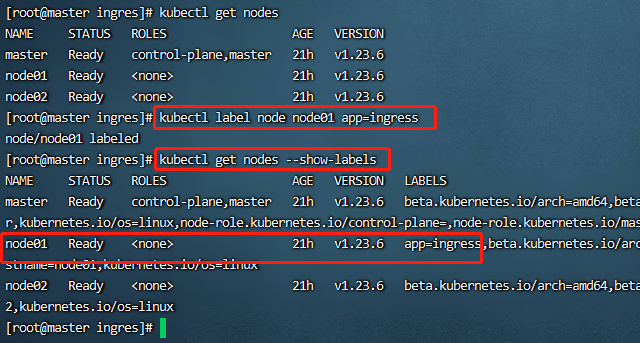 [root@master ingres]# kubectl get nodes
NAME STATUS ROLES AGE VERSION
master Ready control-plane,master 21h v1.23.6
node01 Ready <none> 21h v1.23.6
node02 Ready <none> 21h v1.23.6
[root@master ingres]# kubectl label node node01 app=ingress
node/node01 labeled
[root@master ingres]# kubectl get nodes --show-labels
NAME STATUS ROLES AGE VERSION LABELS
master Ready control-plane,master 21h v1.23.6 beta.kubernetes.io/arch=amd64,beta
r,kubernetes.io/os=linux,node-role.kubernetes.io/control-plane=,node-role.kubernetes.io/mas
node01 Ready <none> 21h v1.23.6 app=ingress,beta.kubernetes.io/arc
stname=node01,kubernetes.io/os=linux
node02 Ready <none> 21h v1.23.6 beta.kubernetes.io/arch=amd64,beta
2,kubernetes.io/os=linux
[root@master ingres]#